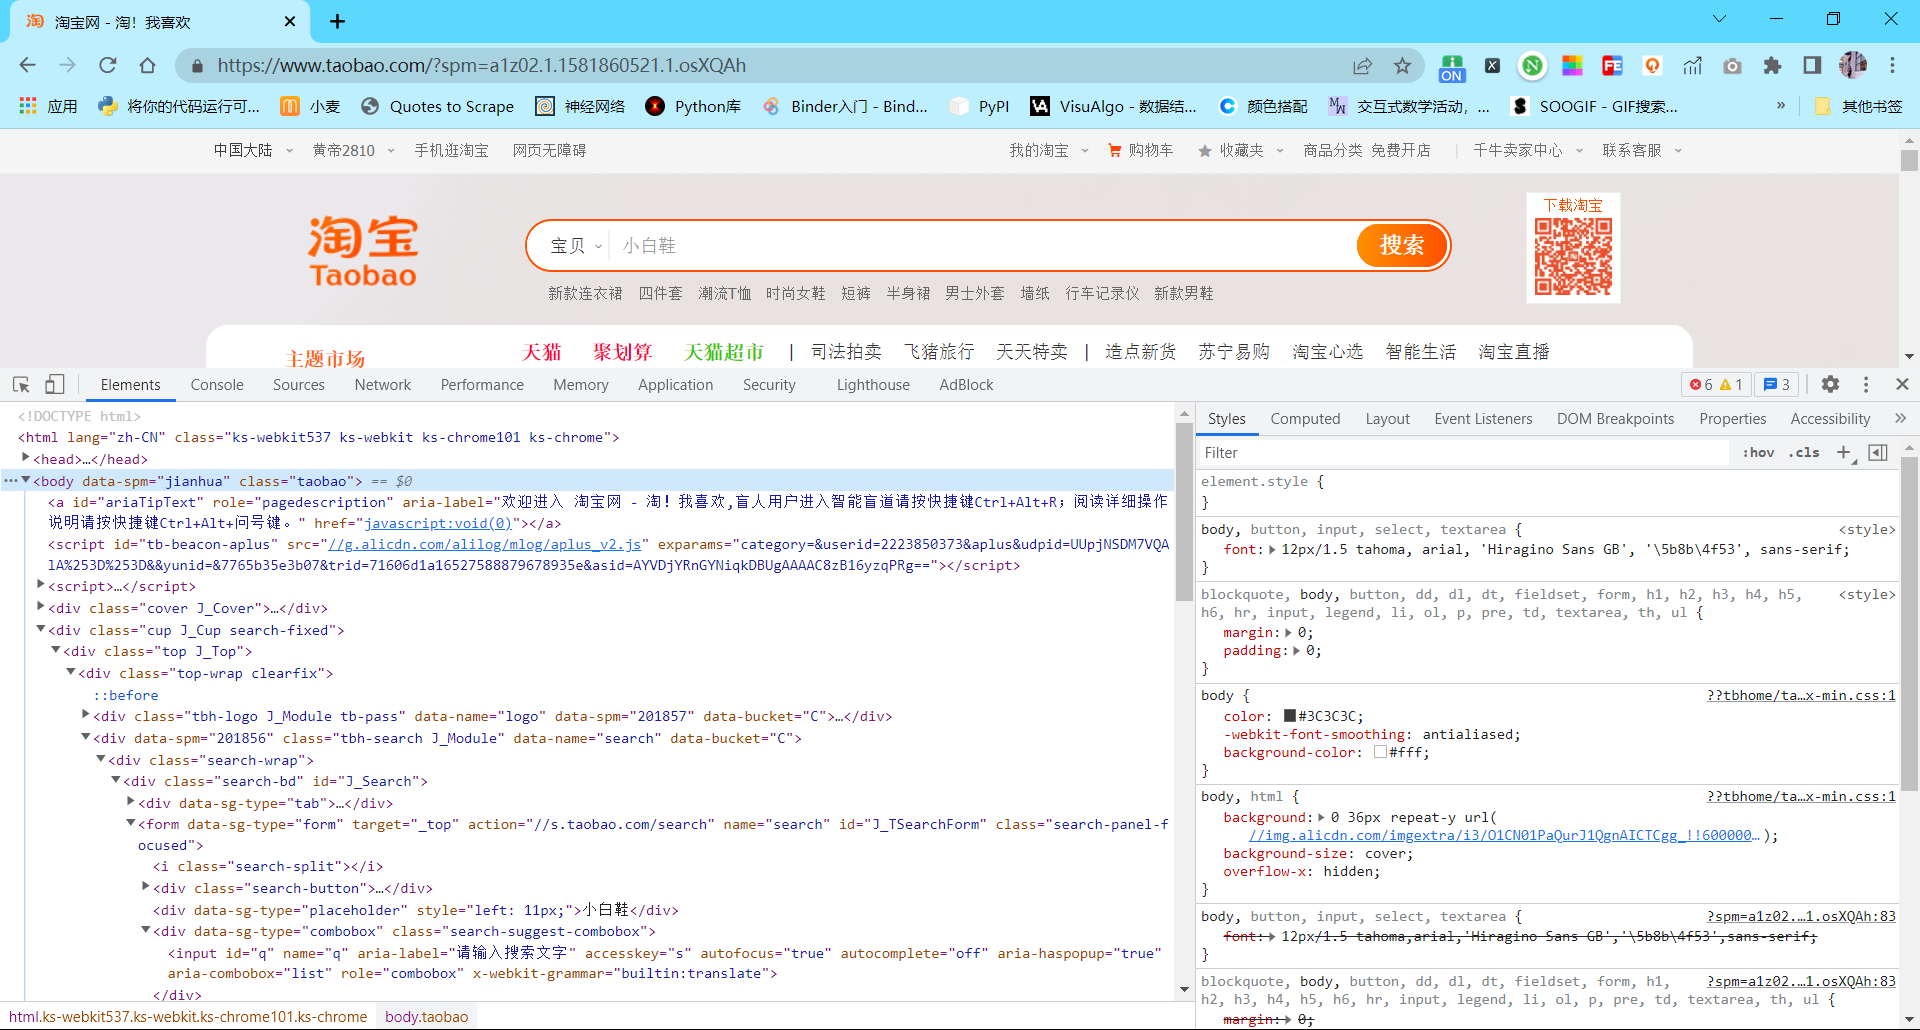 淘宝网 - 淘！我喜欢
https://www.taobao.com/?spm=a1z02.1.1581860521.1.osXQAh
ON
应用 将你的代码运行可... 小麦 Quotes to Scrape 神经网络 Python库 Binder入门 - Bind... PyPI VisuAlgo - 数据结... 颜色搭配 交互式数学活动，... SOOGIF - GIF搜索... » 其他书签
中国大陆 黄帝2810 手机逛淘宝 网页无障碍 我的淘宝 购物车 收藏夹 商品分类 免费开店 | 千牛卖家中心 联系客服
下载淘宝
淘宝
Taobao
宝贝 小白鞋 搜索
新款连衣裙 四件套 潮流T恤 时尚女鞋 短裤 半身裙 男士外套 墙纸 行车记录仪 新款男鞋
主题市场 天猫 聚划算 天猫超市 | 司法拍卖 飞猪旅行 天天特卖 | 造点新货 苏宁易购 淘宝心选 智能生活 淘宝直播
Elements Console Sources Network Performance Memory Application Security Lighthouse AdBlock 6 1 3
<!DOCTYPE html>
<html lang="zh-CN" class="ks-webkit537 ks-webkit ks-chrome101 ks-chrome">
<head>…</head>
<body data-spm="jianhua" class="taobao"> == $0
<a id="ariaTipText" role="pagedescription" aria-label="欢迎进入 淘宝网 - 淘！我喜欢,盲人用户进入智能盲道请按快捷键Ctrl+Alt+R；阅读详细操作
说明请按快捷键Ctrl+Alt+问号键。" href="javascript:void(0)"></a>
<script id="tb-beacon-aplus" src="//g.alicdn.com/alilog/mlog/aplus_v2.js" exparams="category=&userid=2223850373&aplus&udpid=UUpjNSDM7VQA
lA%253D%253D&&yunid=&7765b35e3b07&trid=71606d1a16527588879678935e&asid=AYVDjYRnGYNiqkDBUgAAAAC8zB16yzqPRg=="></script>
<script>…</script>
<div class="cover J_Cover">…</div>
<div class="cup J_Cup search-fixed">
<div class="top J_Top">
<div class="top-wrap clearfix">
::before
<div class="tbh-logo J_Module tb-pass" data-name="logo" data-spm="201857" data-bucket="C">…</div>
<div data-spm="201856" class="tbh-search J_Module" data-name="search" data-bucket="C">
<div class="search-wrap">
<div class="search-bd" id="J_Search">
<div data-sg-type="tab">…</div>
<form data-sg-type="form" target="_top" action="//s.taobao.com/search" name="search" id="J_TSearchForm" class="search-panel-f
ocused">
<i class="search-split"></i>
<div class="search-button">…</div>
<div data-sg-type="placeholder" style="left: 11px;">小白鞋</div>
<div data-sg-type="combobox" class="search-suggest-combobox">
<input id="q" name="q" aria-label="请输入搜索文字" accesskey="s" autofocus="true" autocomplete="off" aria-haspopup="true"
aria-combobox="list" role="combobox" x-webkit-grammar="builtin:translate">
</div>
html.ks-webkit537.ks-webkit.ks-chrome101.ks-chrome body.taobao
Styles Computed Layout Event Listeners DOM Breakpoints Properties Accessibility »
Filter :hov .cls +
element.style {
}
body, button, input, select, textarea { <style>
font: 12px/1.5 tahoma, arial, 'Hiragino Sans GB', '\5b8b\4f53', sans-serif;
}
blockquote, body, button, dd, dl, dt, fieldset, form, h1, h2, h3, h4, h5, <style>
h6, hr, input, legend, li, ol, p, pre, td, textarea, th, ul {
margin: 0;
padding: 0;
}
body { ??tbhome/ta…x-min.css:1
color: #3C3C3C;
-webkit-font-smoothing: antialiased;
background-color: #fff;
}
body, html { ??tbhome/ta…x-min.css:1
background: 0 36px repeat-y url(
//img.alicdn.com/imgextra/i3/O1CN01PaQurJ1QgnAICTCgg_!!600000… );
background-size: cover;
overflow-x: hidden;
}
body, button, input, select, textarea { ?spm=a1z02.…1.osXQAh:83
font: 12px/1.5 tahoma,arial,'Hiragino Sans GB','\5b8b\4f53',sans-serif;
}
blockquote, body, button, dd, dl, dt, fieldset, form, h1, ?spm=a1z02.…1.osXQAh:83
h2, h3, h4, h5, h6, hr, input, legend, li, ol, p, pre, td, textarea, th, ul {
margin: 0;